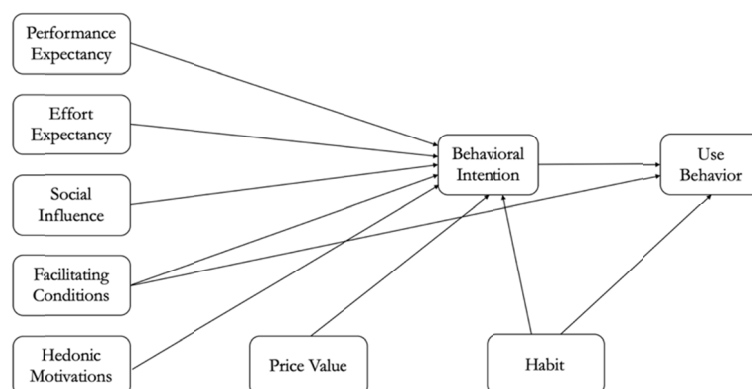 Performance
Expectancy
Effort
Expectancy
Social
Influence
Facilitating
Conditions
Hedonic
Motivations
Price Value
Habit
Behavioral
Intention
Use
Behavior